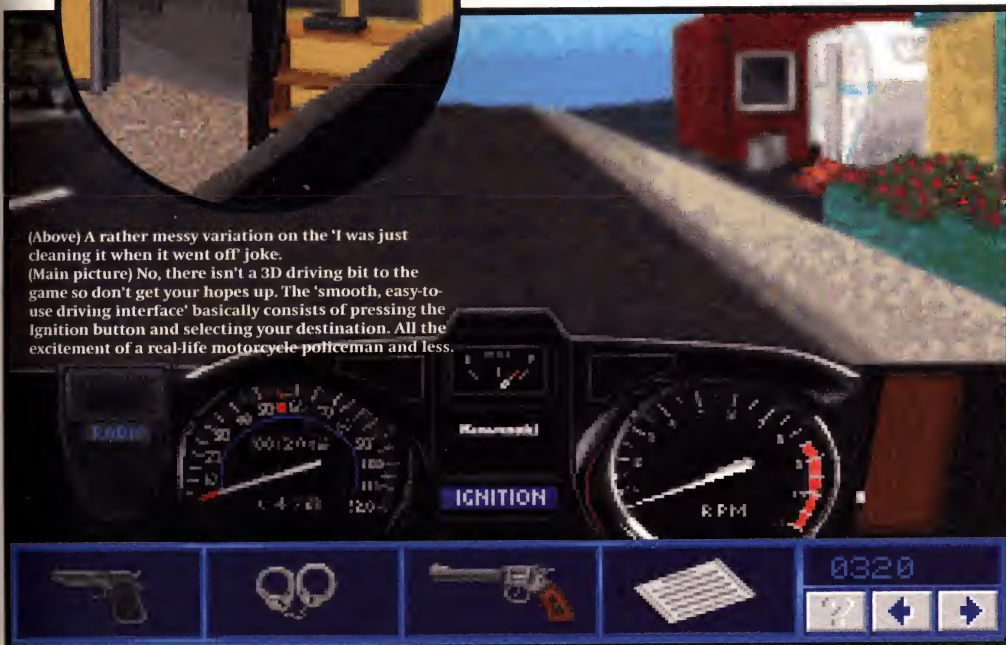 (Above) A rather messy variation on the 'I was just
cleaning it when it went off' joke.
(Main picture) No, there isn't a 3D driving bit to the
game so don't get your hopes up. The 'smooth, easy-to-
use driving interface' basically consists of pressing the
Ignition button and selecting your destination. All the
excitement of a real-life motorcycle policeman and less.
RADIO
Kawasaki
IGNITION
RPM
0320
?